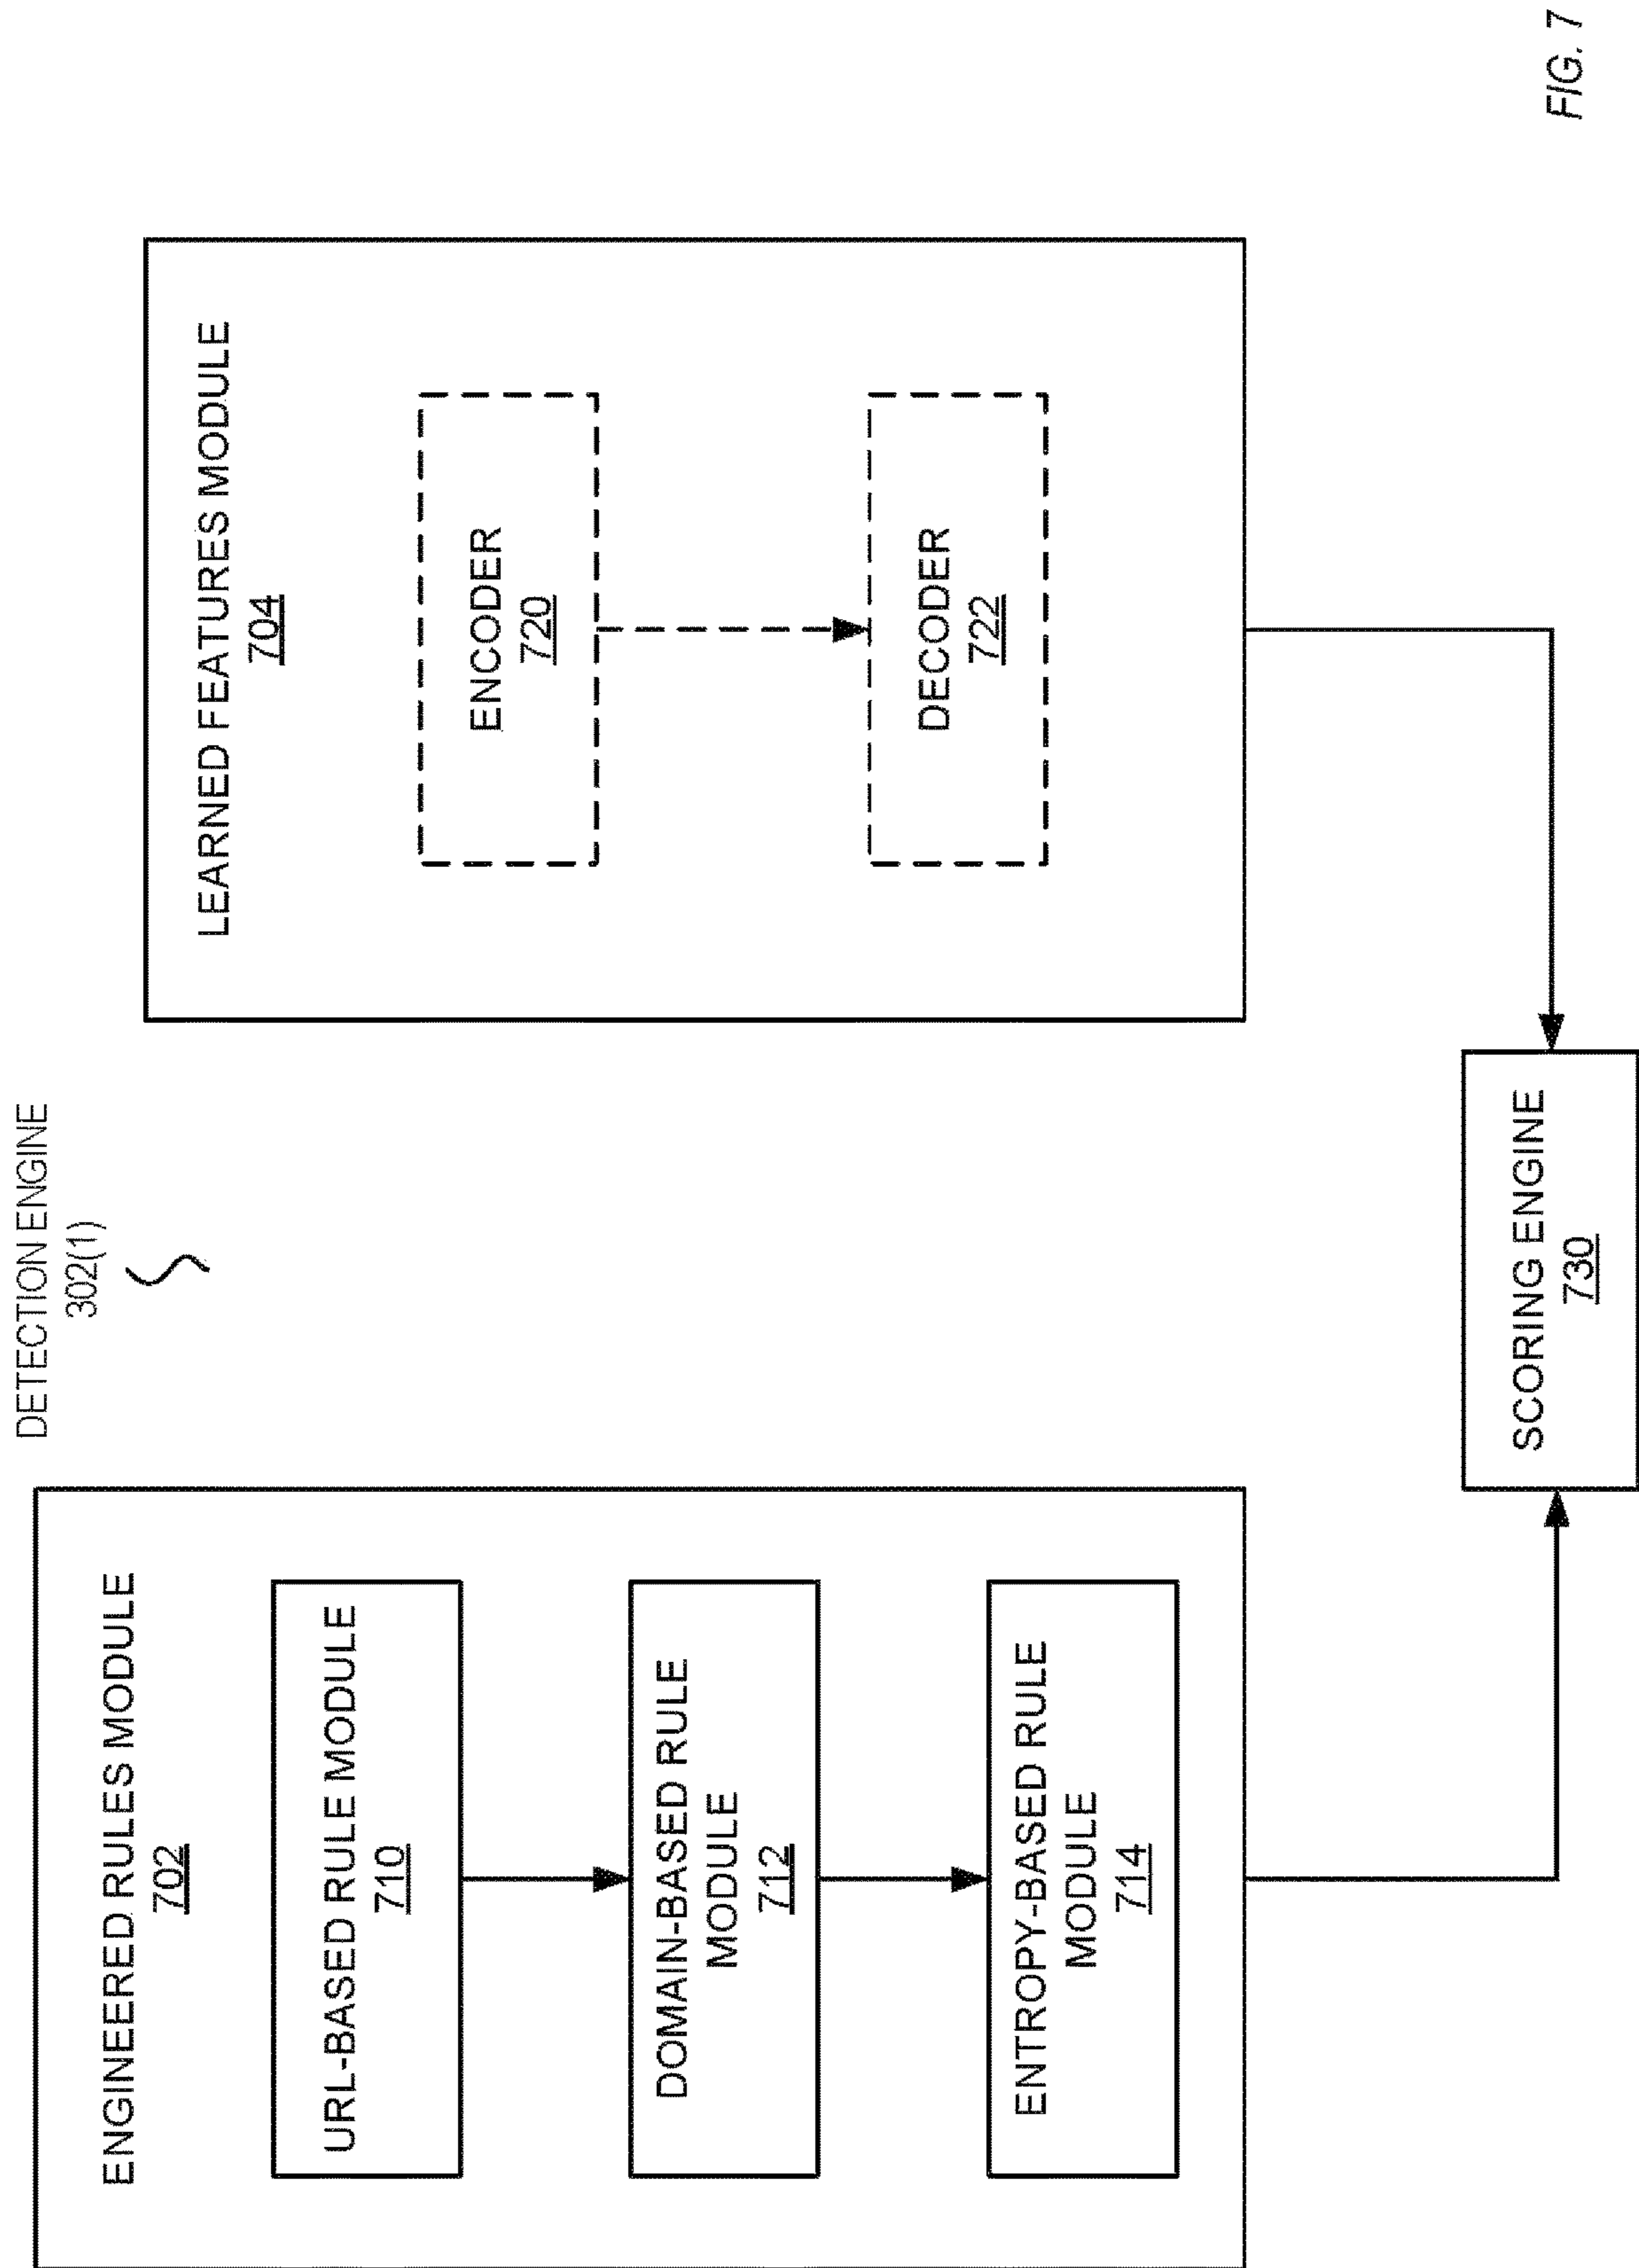 DETECTION ENGINE
302(1)
ENGINEERED RULES MODULE
702
URL-BASED RULE MODULE
710
DOMAIN-BASED RULE
MODULE
712
ENTROPY-BASED RULE
MODULE
714
LEARNED FEATURES MODULE
704
ENCODER
720
DECODER
722
SCORING ENGINE
730
FIG. 7